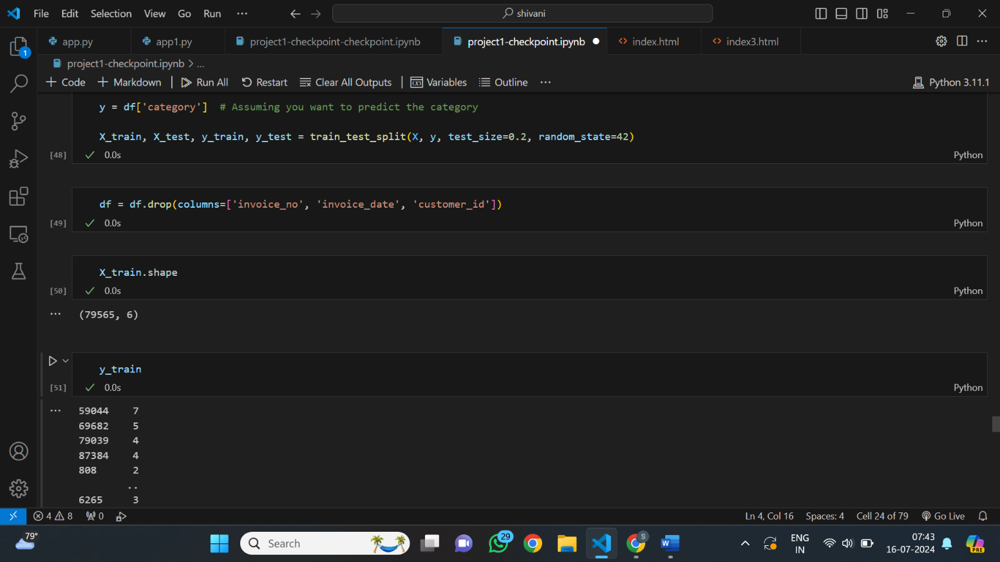 File Edit Selection View Go Run ··· shivani
app.py app1.py project1-checkpoint-checkpoint.ipynb project1-checkpoint.ipynb index.html index3.html
1
project1-checkpoint.ipynb > ...
+ Code + Markdown | Run All Restart Clear All Outputs | Variables Outline ··· Python 3.11.1
y = df['category'] # Assuming you want to predict the category
X_train, X_test, y_train, y_test = train_test_split(X, y, test_size=0.2, random_state=42)
[48] ✓ 0.0s Python
df = df.drop(columns=['invoice_no', 'invoice_date', 'customer_id'])
[49] ✓ 0.0s Python
X_train.shape
[50] ✓ 0.0s Python
··· (79565, 6)
y_train
[51] ✓ 0.0s Python
··· 59044 7
69682 5
79039 4
87384 4
808 2
..
6265 3
4 8 0 Ln 4, Col 16 Spaces: 4 Cell 24 of 79 Go Live
79° Search 29 S W ENG 07:43
IN 16-07-2024 PRE